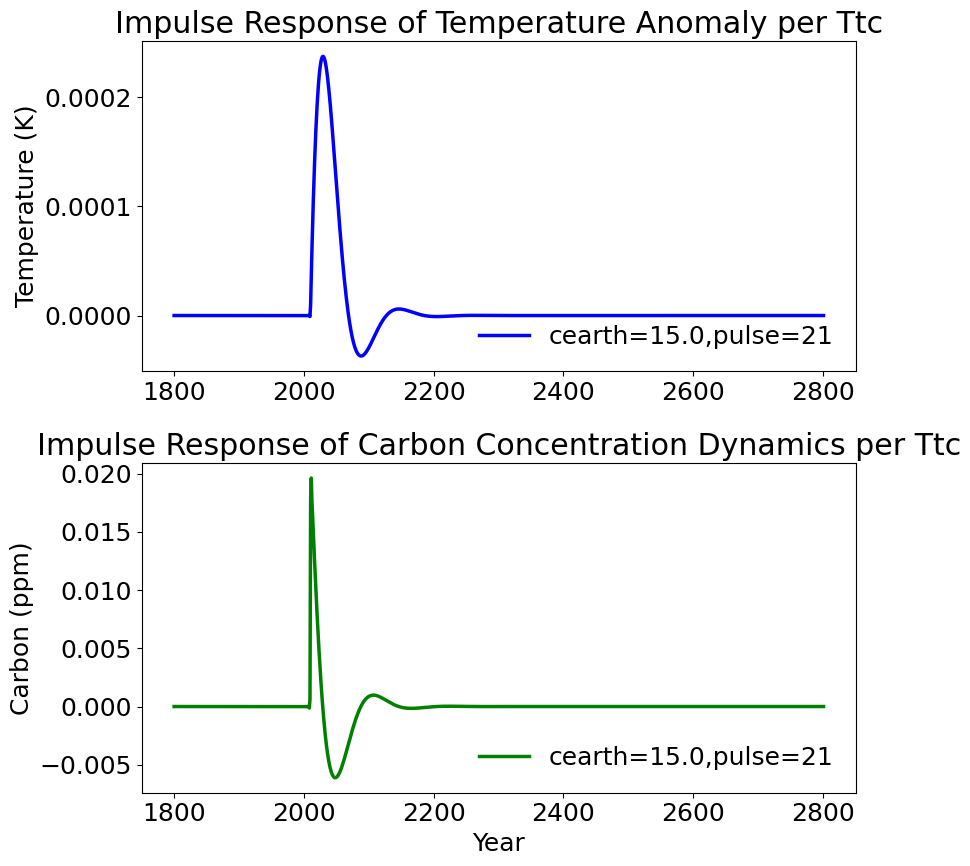 Impulse Response of Temperature Anomaly per Ttc
Temperature (K)
0.0002
0.0001
0.0000
cearth=15.0,pulse=21
1800 2000 2200 2400 2600 2800
Impulse Response of Carbon Concentration Dynamics per Ttc
Carbon (ppm)
0.020
0.015
0.010
0.005
0.000
−0.005
cearth=15.0,pulse=21
1800 2000 2200 2400 2600 2800
Year